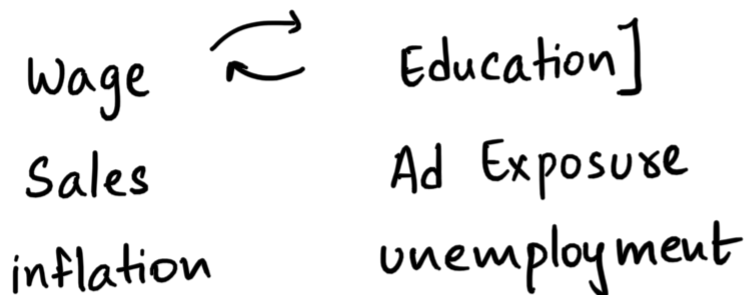 Wage ⇄ Education]
Sales Ad Exposure
inflation unemployment